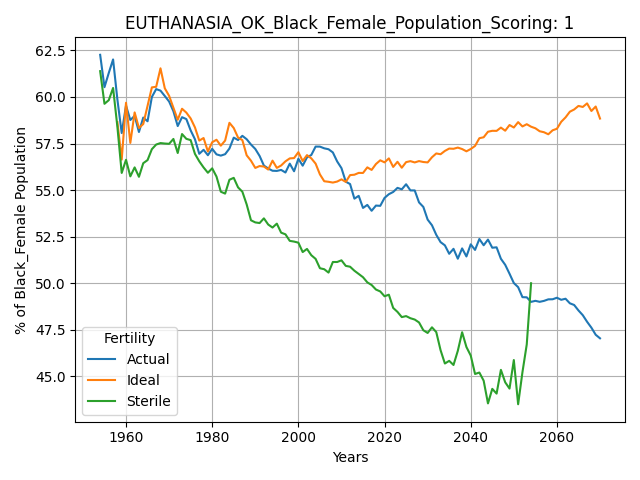 EUTHANASIA_OK_Black_Female_Population_Scoring: 1
% of Black_Female Population
62.5
60.0
57.5
55.0
52.5
50.0
47.5
45.0
Fertility
Actual
Ideal
Sterile
1960 1980 2000 2020 2040 2060
Years